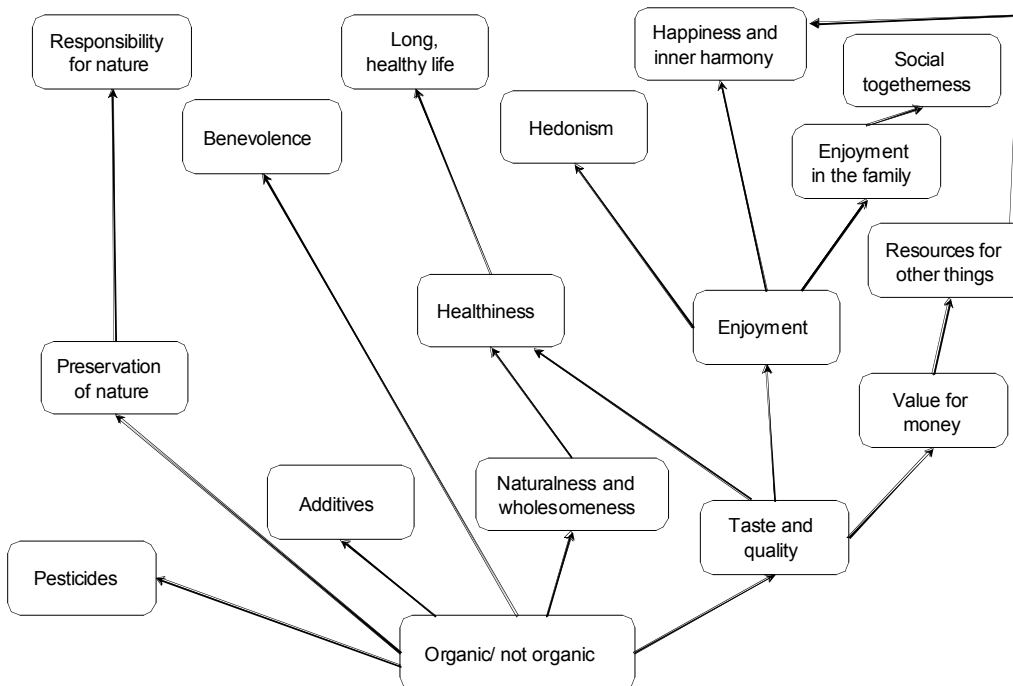 Responsibility
for nature
Long,
healthy life
Happiness and
inner harmony
Social
togetherness
Benevolence
Hedonism
Enjoyment
in the family
Resources for
other things
Healthiness
Enjoyment
Preservation
of nature
Value for
money
Additives
Naturalness and
wholesomeness
Taste and
quality
Pesticides
Organic/ not organic